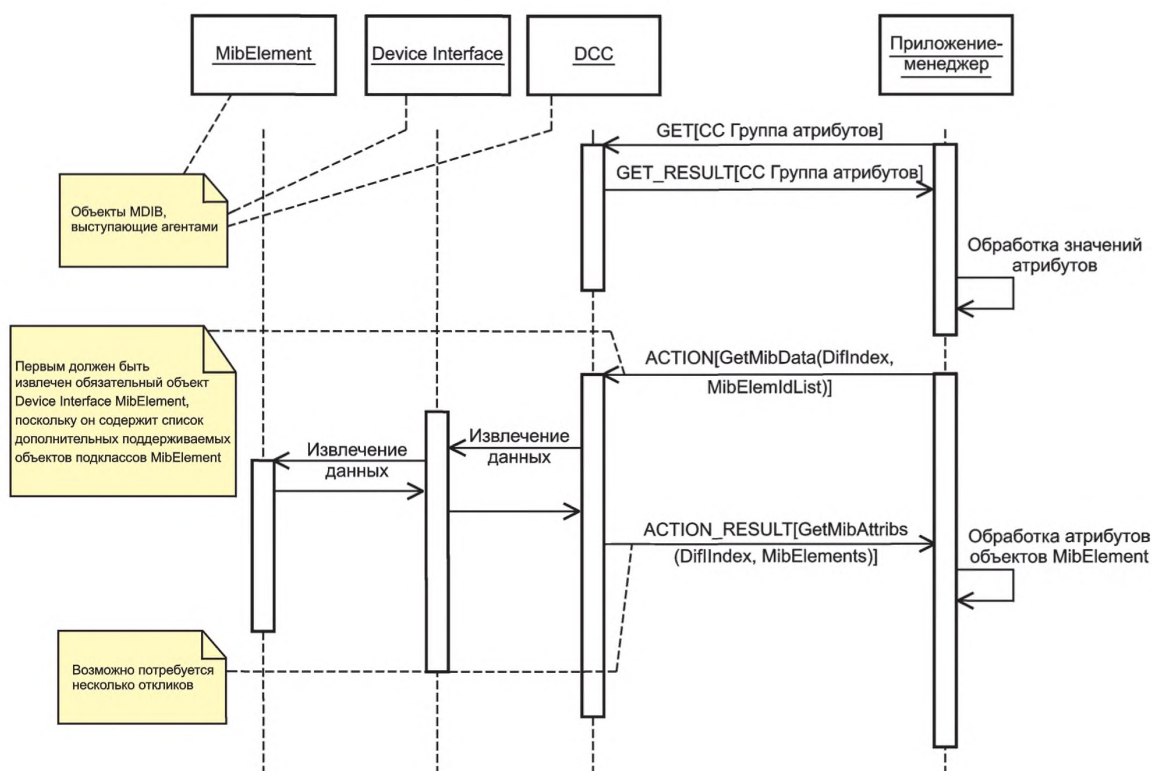 MibElement
Device Interface
DCC
Приложение-
менеджер
GET[CC Группа атрибутов]
GET_RESULT[CC Группа атрибутов]
Объекты MDIB,
выступающие агентами
Обработка значений
атрибутов
Первым должен быть
извлечен обязательный объект
Device Interface MibElement,
поскольку он содержит список
дополнительных поддерживаемых
объектов подклассов MibElement
ACTION[GetMibData(DifIndex,
MibElemIdList)]
Извлечение
данных
Извлечение
данных
ACTION_RESULT[GetMibAttribs
(DiflIndex, MibElements)]
Обработка атрибутов
объектов MibElement
Возможно потребуется
несколько откликов